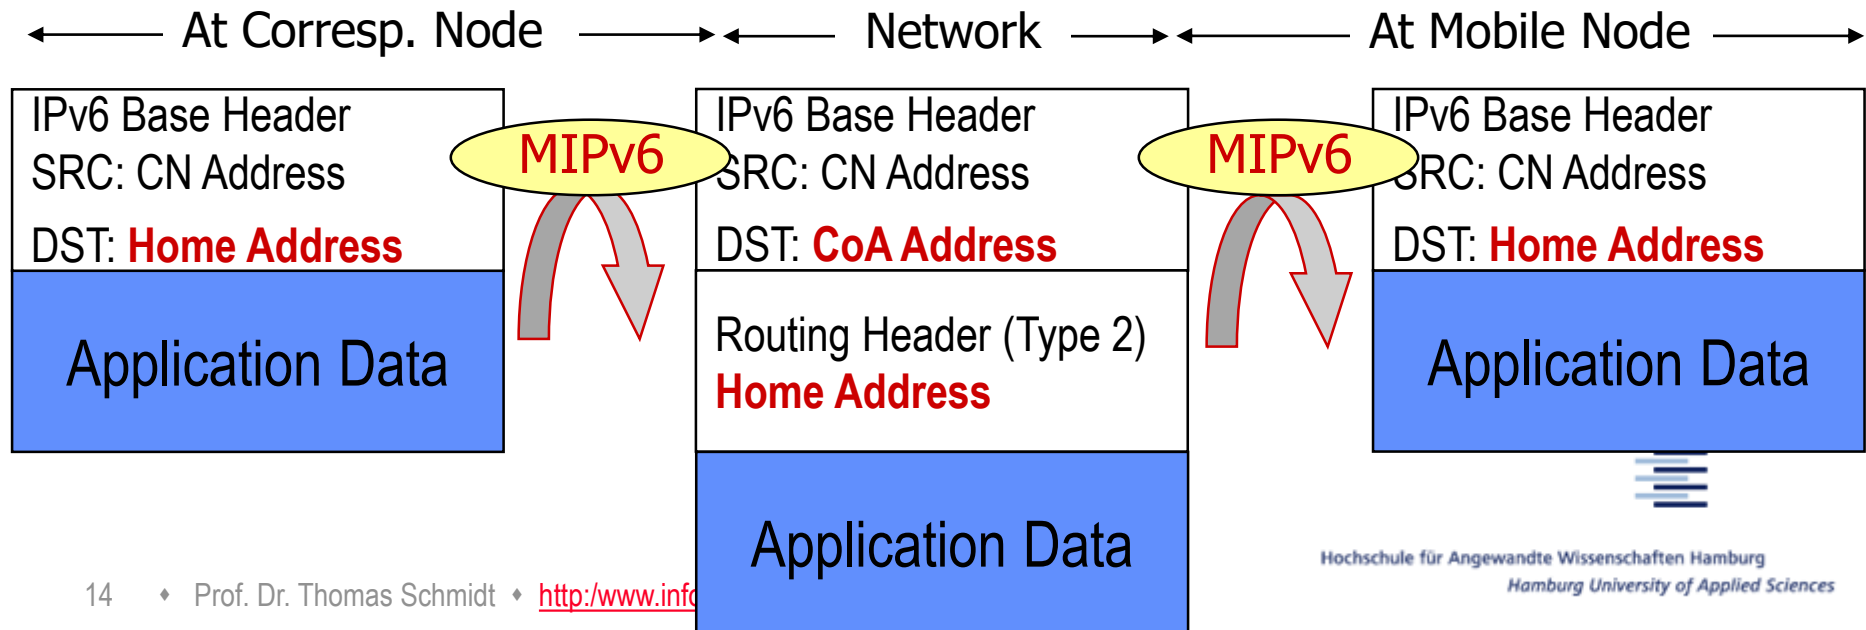 At Corresp. Node
Network
At Mobile Node
IPv6 Base Header
SRC: CN Address
DST: Home Address
Application Data
MIPv6
IPv6 Base Header
SRC: CN Address
DST: CoA Address
Routing Header (Type 2)
Home Address
Application Data
MIPv6
IPv6 Base Header
SRC: CN Address
DST: Home Address
Application Data
14 • Prof. Dr. Thomas Schmidt • http:/www.info
Hochschule für Angewandte Wissenschaften Hamburg
Hamburg University of Applied Sciences